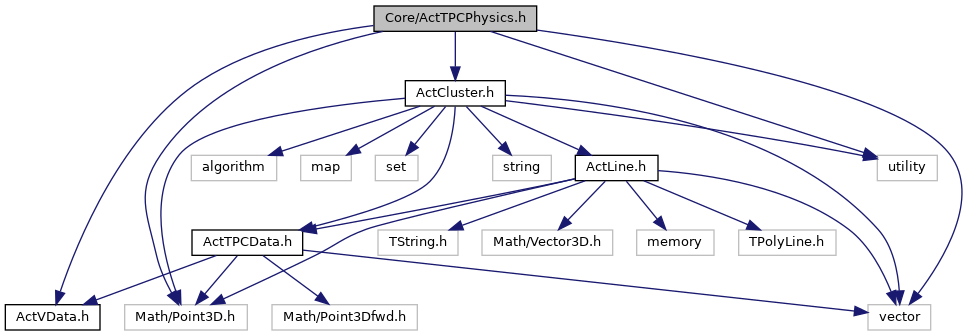 Core/ActTPCPhysics.h
ActCluster.h
algorithm
map
set
string
ActLine.h
utility
ActTPCData.h
TString.h
Math/Vector3D.h
memory
TPolyLine.h
ActVData.h
Math/Point3D.h
Math/Point3Dfwd.h
vector